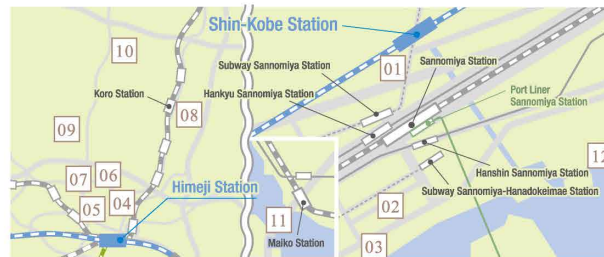 Shin-Kobe Station
10
01
Subway Sannomiya Station
Sannomiya Station
Koro Station
Hankyu Sannomiya Station
08
Port Liner
Sannomiya Station
09
12
07
06
Hanshin Sannomiya Station
Himeji Station
Subway Sannomiya-Hanadokeimae Station
05
04
11
02
Maiko Station
03